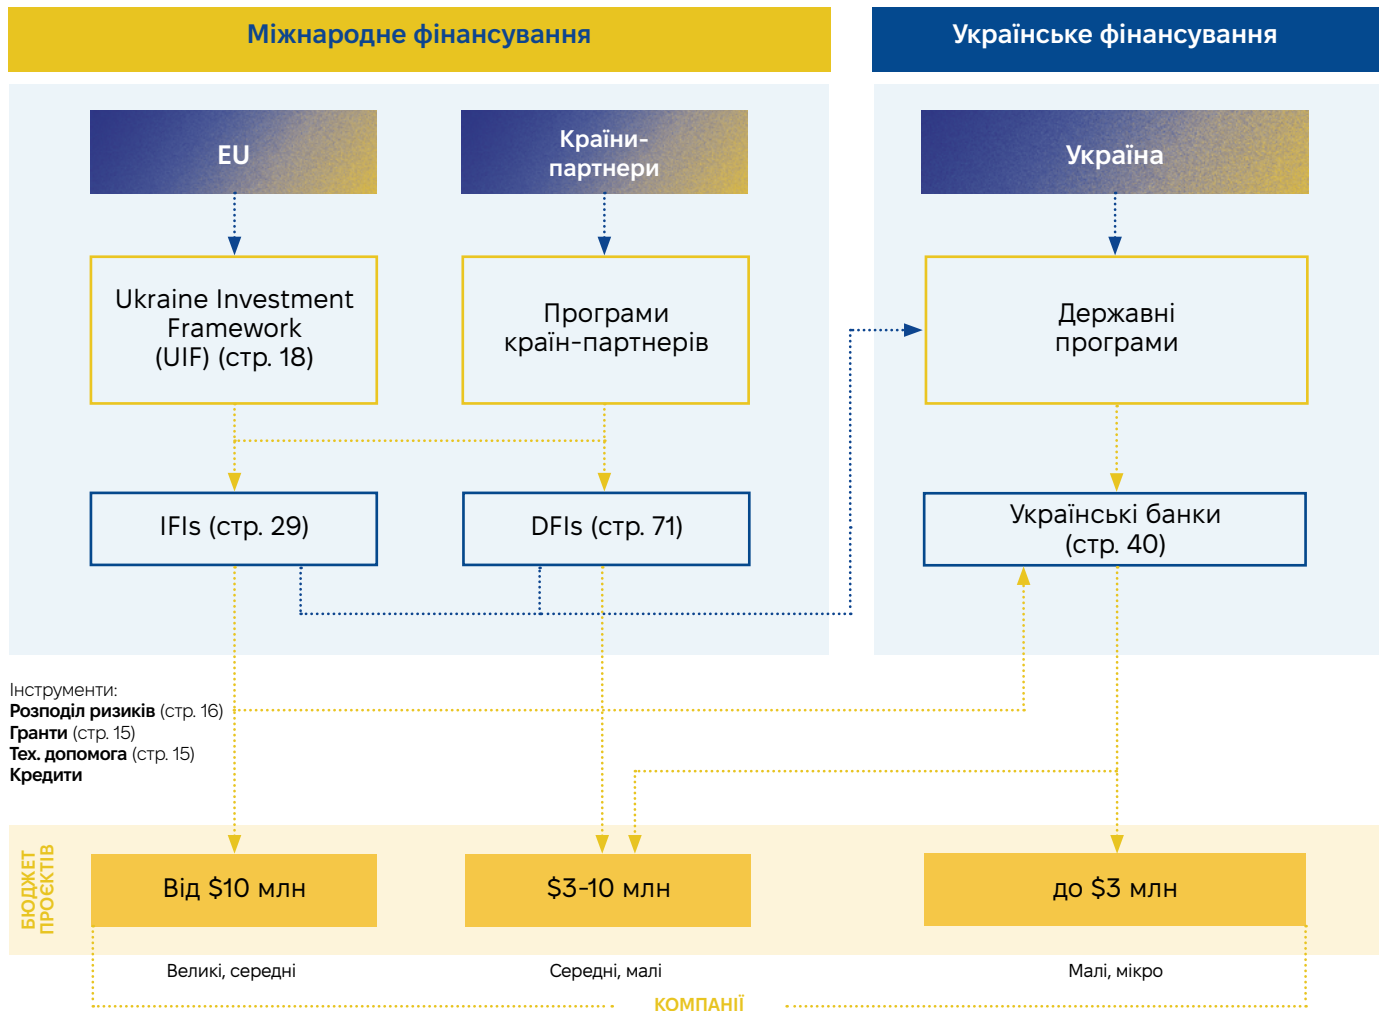 Міжнародне фінансування
Українське фінансування
EU
Країни-
партнери
Україна
Ukraine Investment
Framework
(UIF) (стр. 18)
Програми
країн-партнерів
Державні
програми
IFIs (стр. 29)
DFIs (стр. 71)
Українські банки
(стр. 40)
Інструменти:
Розподіл ризиків (стр. 16)
Гранти (стр. 15)
Тех. допомога (стр. 15)
Кредити
БЮДЖЕТ
ПРОЄКТІВ
Від $10 млн
$3-10 млн
до $3 млн
Великі, середні
Середні, малі
Малі, мікро
КОМПАНІЇ